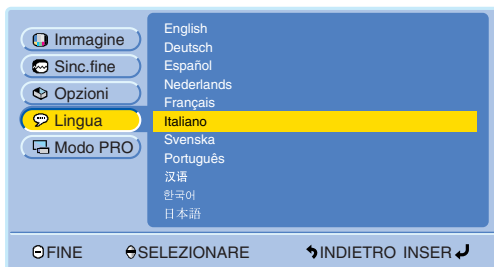 Immagine
Sinc.fine
Opzioni
Lingua
Modo PRO
English
Deutsch
Español
Nederlands
Français
Italiano
Svenska
Português
汉语
한국어
日本語
FINE SELEZIONARE INDIETRO INSER